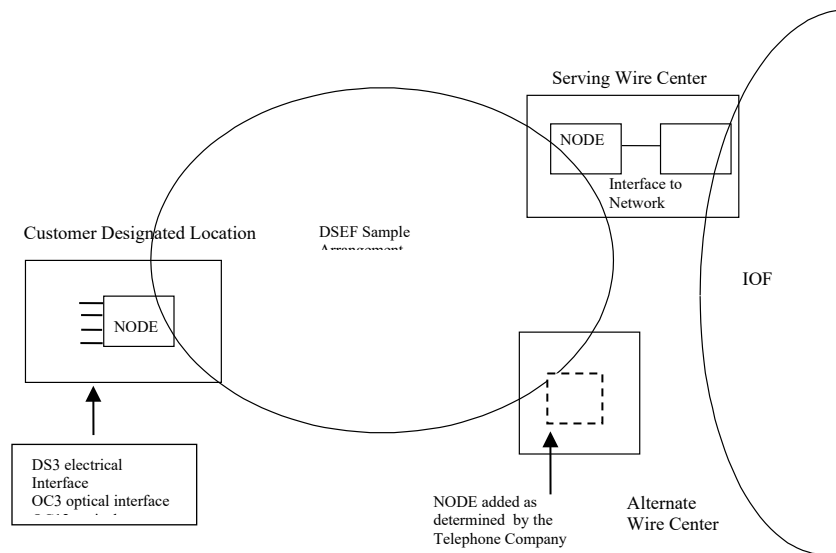 Serving Wire Center
NODE
Interface to
Network
Customer Designated Location
DSEF Sample
Arrangement
IOF
NODE
DS3 electrical
Interface
OC3 optical interface
NODE added as
determined by the
Telephone Company
Alternate
Wire Center